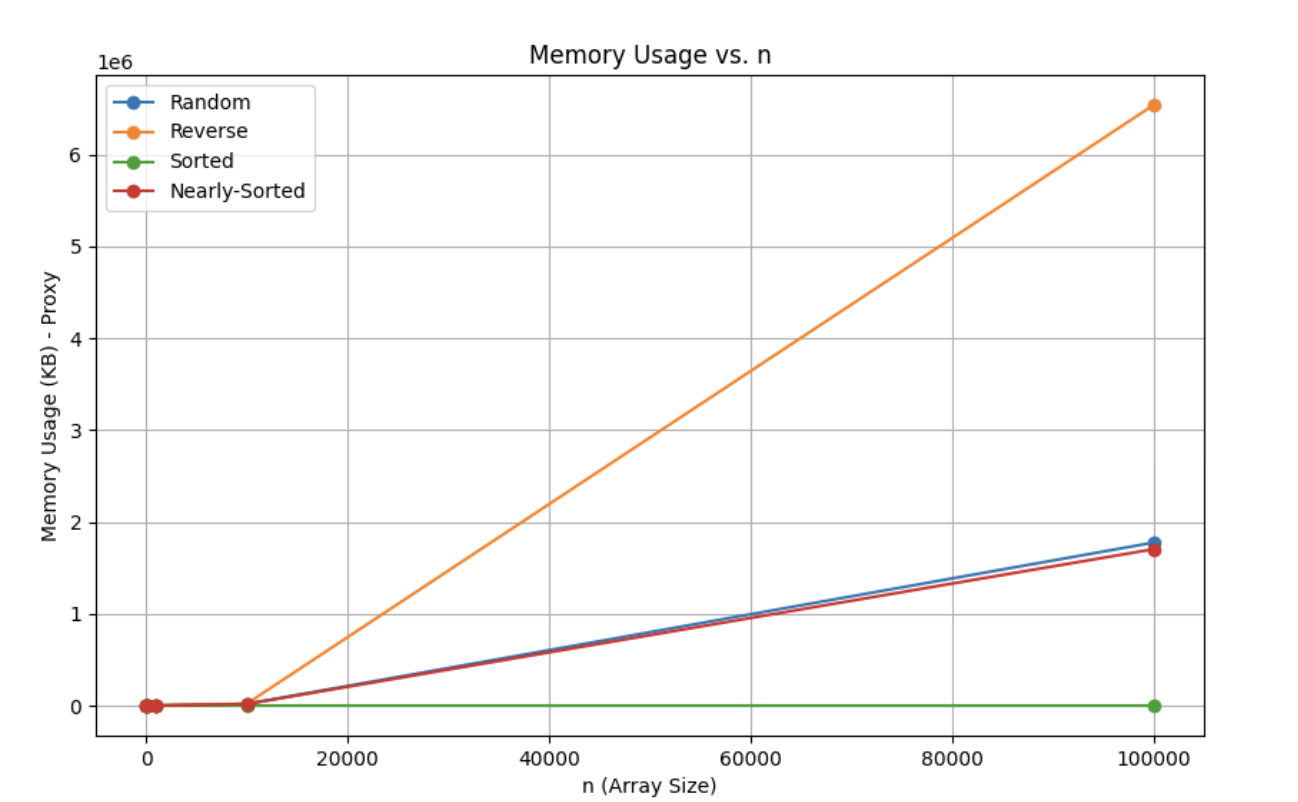 Memory Usage vs. n
1e6
Random
Reverse
Sorted
Nearly-Sorted
6
5
4
3
2
1
0
Memory Usage (KB) - Proxy
0 20000 40000 60000 80000 100000
n (Array Size)